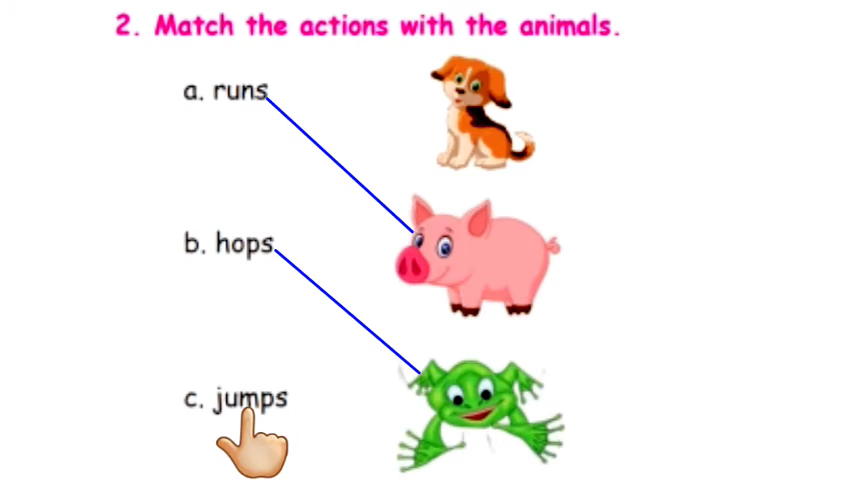 2. Match the actions with the animals.
a. runs
b. hops
c. jumps